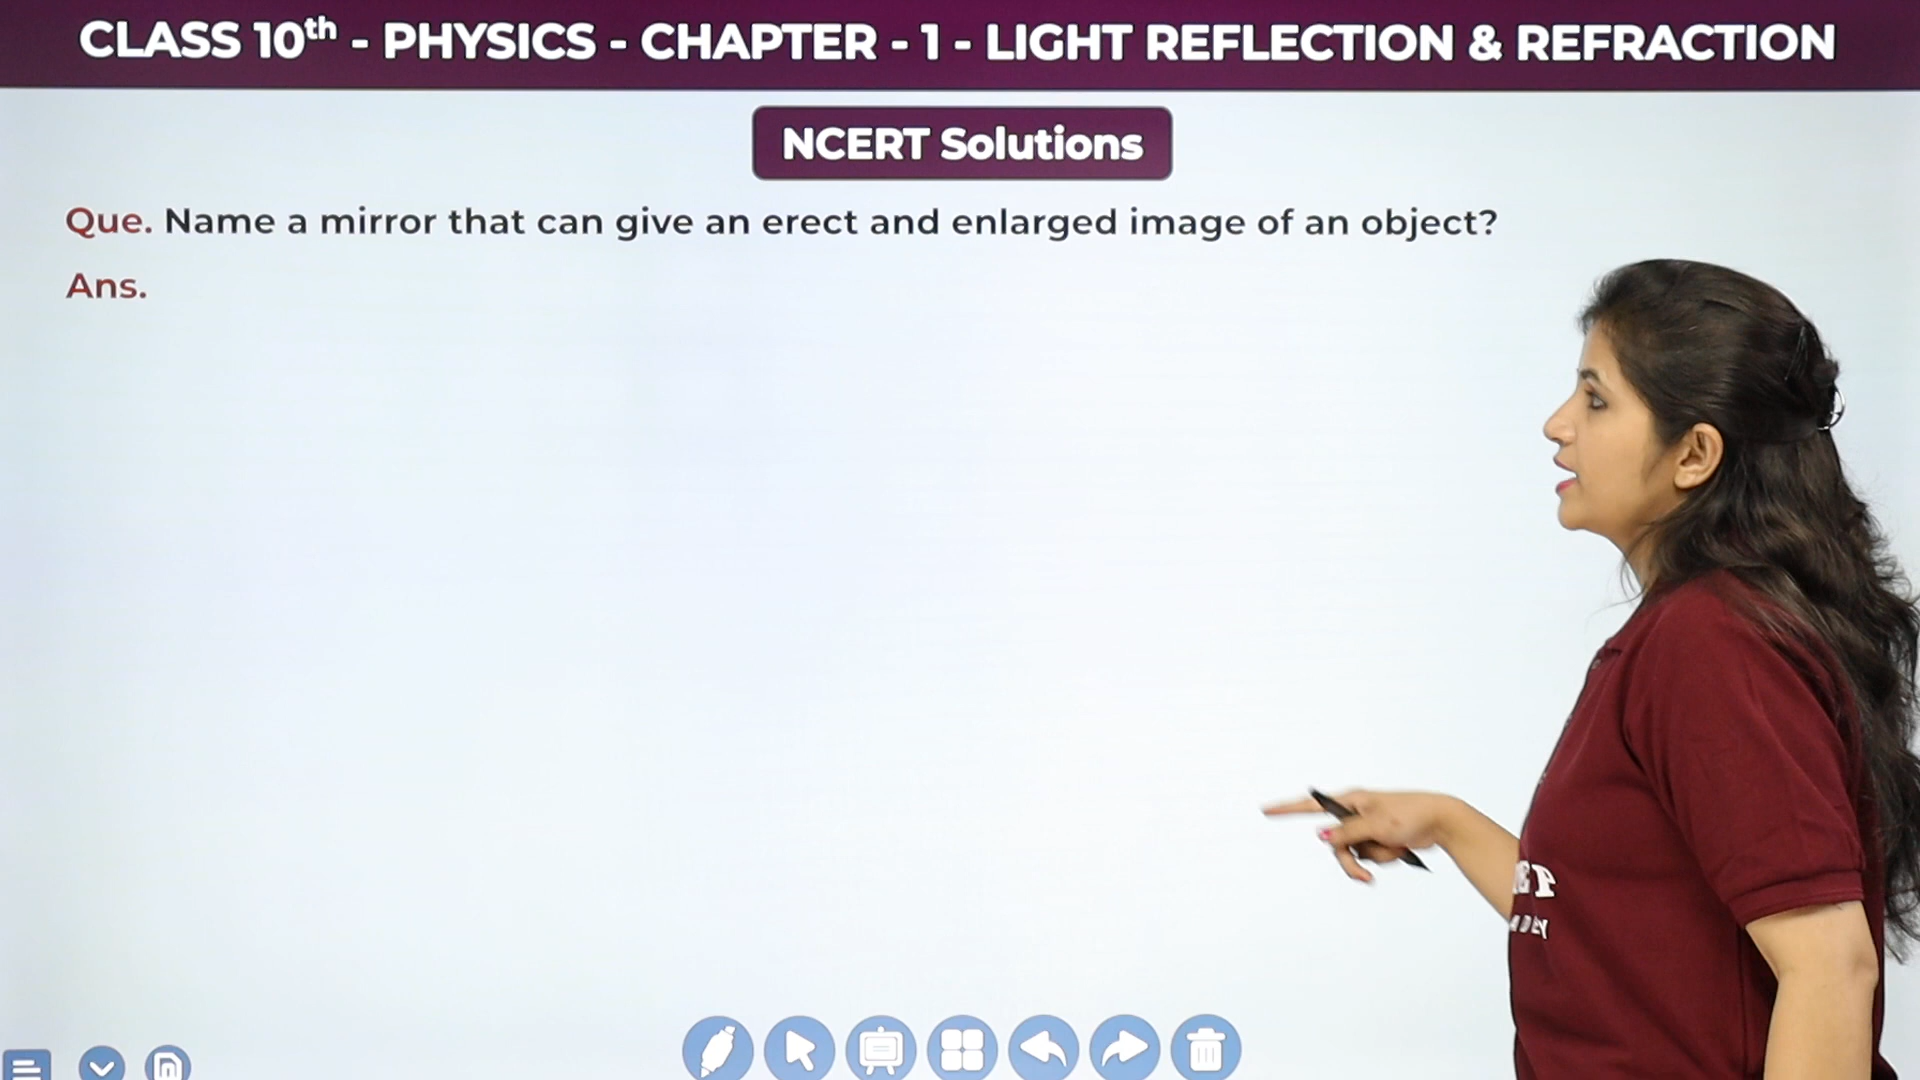 CLASS 10th - PHYSICS - CHAPTER - 1 - LIGHT REFLECTION & REFRACTION
NCERT Solutions
Que. Name a mirror that can give an erect and enlarged image of an object?
Ans.